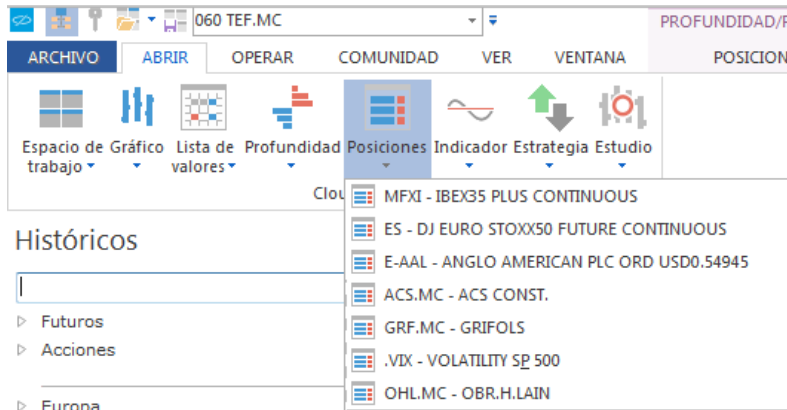 060 TEF.MC
PROFUNDIDAD/P
ARCHIVO ABRIR OPERAR COMUNIDAD VER VENTANA POSICION
Espacio de trabajo Gráfico Lista de valores Profundidad Posiciones Indicador Estrategia Estudio
Clou
MFXI - IBEX35 PLUS CONTINUOUS
Históricos
ES - DJ EURO STOXX50 FUTURE CONTINUOUS
E-AAL - ANGLO AMERICAN PLC ORD USD0.54945
ACS.MC - ACS CONST.
Futuros
GRF.MC - GRIFOLS
Acciones
.VIX - VOLATILITY SP 500
OHL.MC - OBR.H.LAIN
Europa